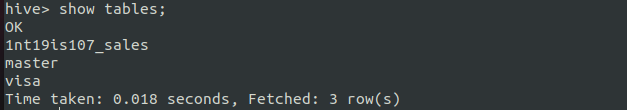 hive> show tables;
OK
1nt19is107_sales
master
visa
Time taken: 0.018 seconds, Fetched: 3 row(s)